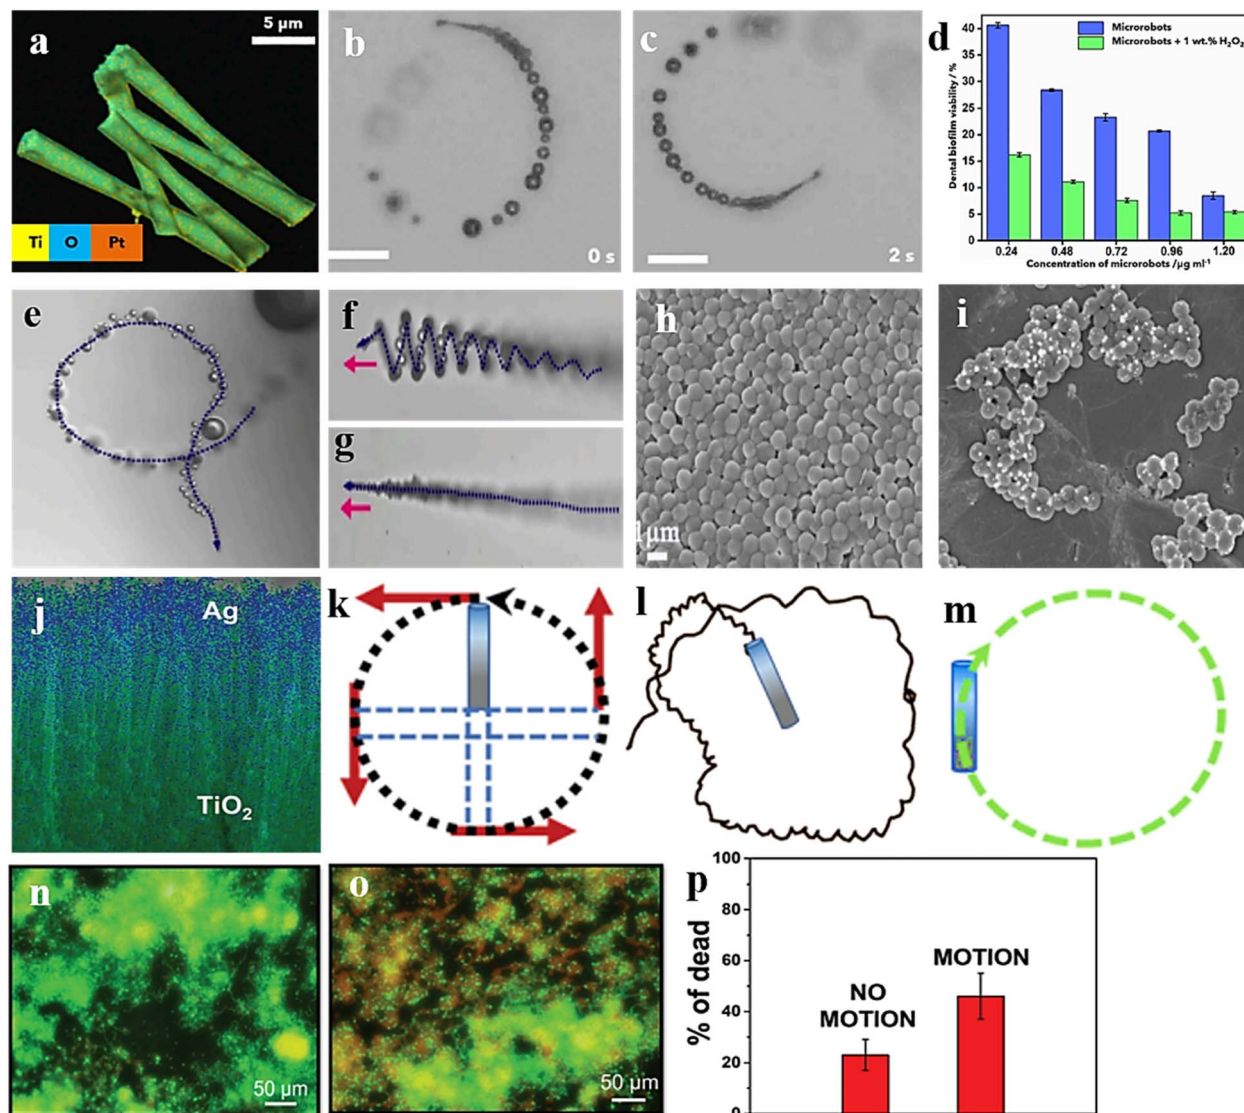 a
5 μm
Ti O Pt
b
0 s
c
2 s
d
Microrobots
Microrobots + 1 wt.% H₂O₂
Dental biofilm viability / %
40
35
30
25
20
15
10
5
0
0.24 0.48 0.72 0.96 1.20
Concentration of microrobots /μg ml⁻¹
e
f
g
h
1μm
i
j
Ag
TiO₂
k
l
m
n
50 μm
o
50 μm
p
% of dead
100
80
60
40
20
0
NO
MOTION
MOTION